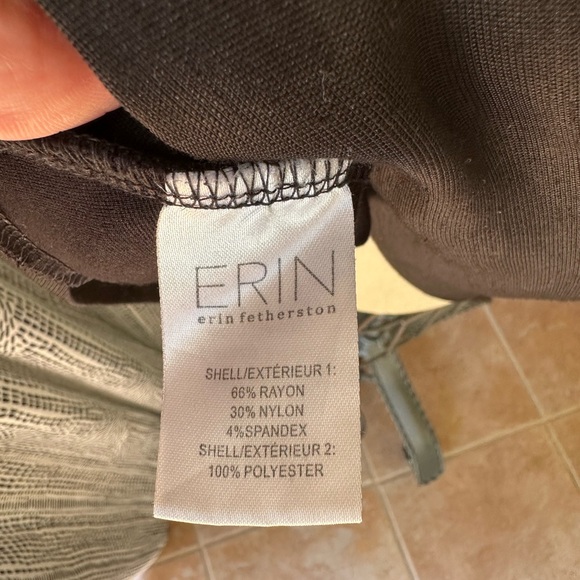 ERIN
erin fetherston
SHELL/EXTÉRIEUR 1:
66% RAYON
30% NYLON
4%SPANDEX
SHELL/EXTÉRIEUR 2:
100% POLYESTER